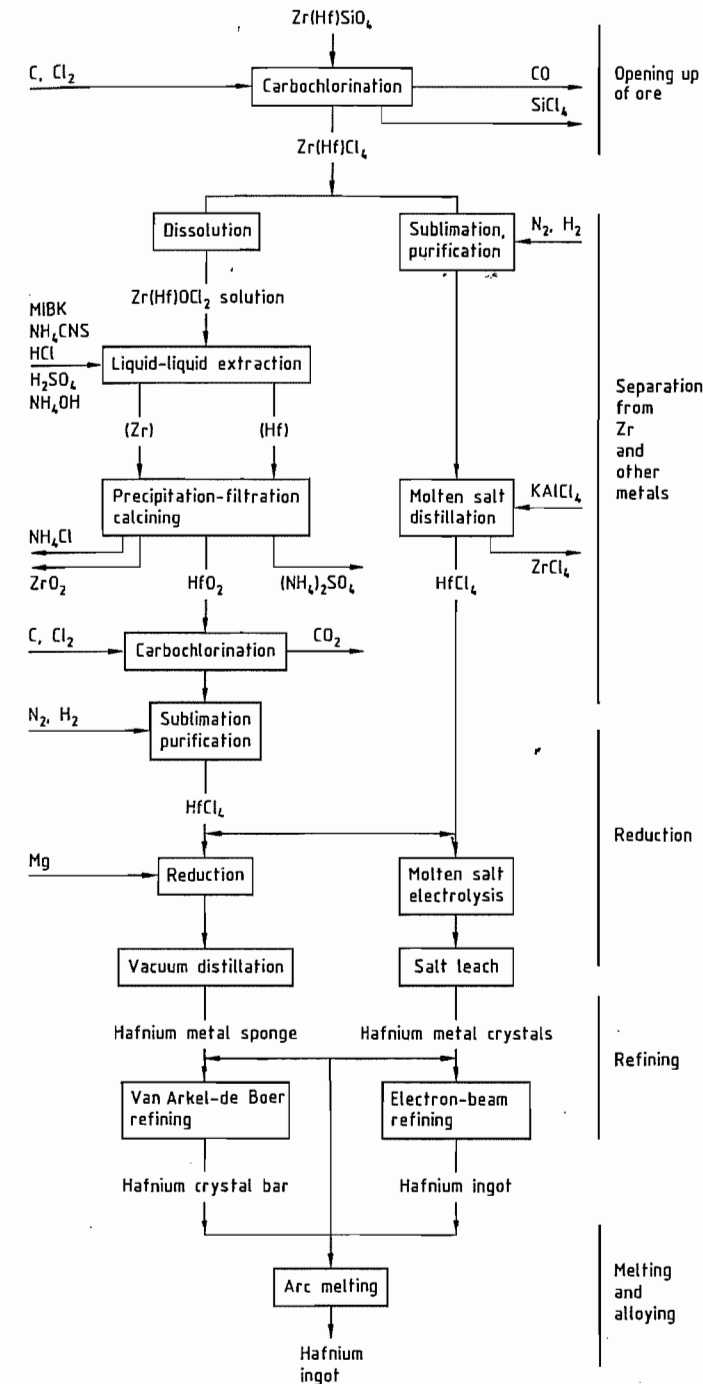 Zr(Hf)SiO₄
C, Cl₂
Carbochlorination
CO
SiCl₄
Opening up
of ore
Zr(Hf)Cl₄
Dissolution
Sublimation,
purification
N₂, H₂
Zr(Hf)OCl₂ solution
MIBK
NH₄CNS
HCl
H₂SO₄
NH₄OH
Liquid-liquid extraction
(Zr)
(Hf)
Separation
from
Zr
and
other
metals
Precipitation-filtration
calcining
Molten salt
distillation
KAlCl₄
NH₄Cl
ZrO₂
HfO₂
(NH₄)₂SO₄
HfCl₄
ZrCl₄
C, Cl₂
Carbochlorination
CO₂
N₂, H₂
Sublimation
purification
HfCl₄
Reduction
Mg
Reduction
Molten salt
electrolysis
Vacuum distillation
Salt leach
Hafnium metal sponge
Hafnium metal crystals
Refining
Van Arkel-de Boer
refining
Electron-beam
refining
Hafnium crystal bar
Hafnium ingot
Melting
and
alloying
Arc melting
Hafnium
ingot